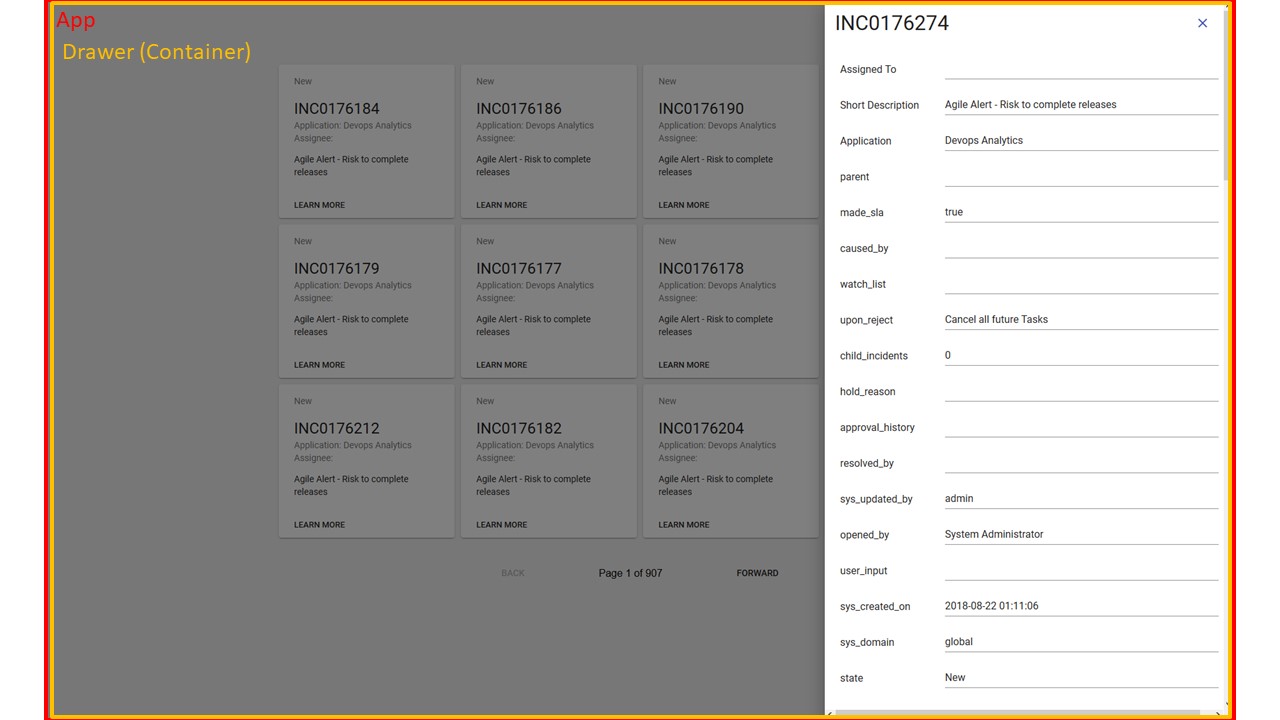 App
Drawer (Container)
New
INC0176184
Application: Devops Analytics
Assignee:
Agile Alert - Risk to complete
releases
LEARN MORE
New
INC0176186
Application: Devops Analytics
Assignee:
Agile Alert - Risk to complete
releases
LEARN MORE
New
INC0176190
Application: Devops Analytics
Assignee:
Agile Alert - Risk to complete
releases
LEARN MORE
New
INC0176179
Application: Devops Analytics
Assignee:
Agile Alert - Risk to complete
releases
LEARN MORE
New
INC0176177
Application: Devops Analytics
Assignee:
Agile Alert - Risk to complete
releases
LEARN MORE
New
INC0176178
Application: Devops Analytics
Assignee:
Agile Alert - Risk to complete
releases
LEARN MORE
New
INC0176212
Application: Devops Analytics
Assignee:
Agile Alert - Risk to complete
releases
LEARN MORE
New
INC0176182
Application: Devops Analytics
Assignee:
Agile Alert - Risk to complete
releases
LEARN MORE
New
INC0176204
Application: Devops Analytics
Assignee:
Agile Alert - Risk to complete
releases
LEARN MORE
BACK Page 1 of 907 FORWARD
INC0176274
Assigned To
Short Description Agile Alert - Risk to complete releases
Application Devops Analytics
parent
made_sla true
caused_by
watch_list
upon_reject Cancel all future Tasks
child_incidents 0
hold_reason
approval_history
resolved_by
sys_updated_by admin
opened_by System Administrator
user_input
sys_created_on 2018-08-22 01:11:06
sys_domain global
state New